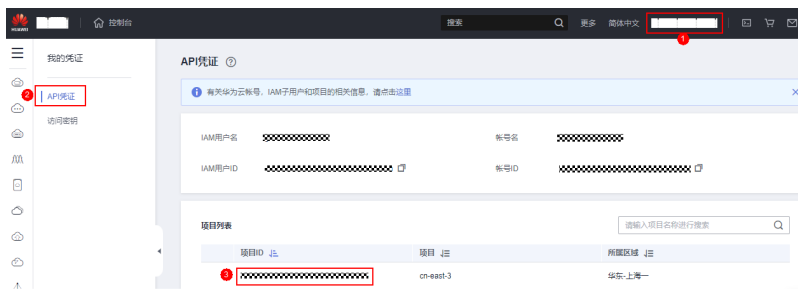 HUAWEI 控制台 搜索 更多 简体中文
1
我的凭证
API凭证
2 API凭证
有关华为云帐号、IAM子用户和项目的相关信息，请点击这里
访问密钥
IAM用户名 帐号名
IAM用户ID 帐号ID
项目列表 请输入项目名称进行搜索
项目ID 项目 所属区域
3 cn-east-3 华东-上海一